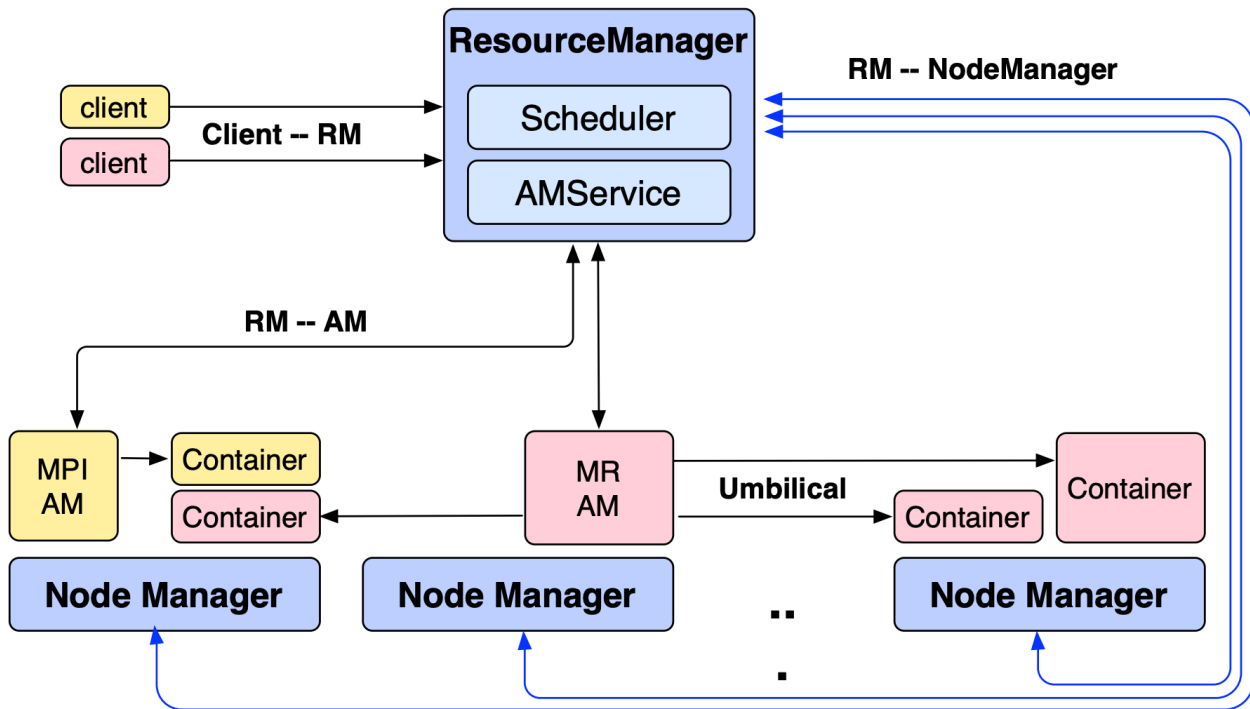 ResourceManager
RM -- NodeManager
client
Scheduler
Client -- RM
client
AMService
RM -- AM
MPI
AM
Container
Container
MR
AM
Umbilical
Container
Container
Node Manager
Node Manager
..
.
Node Manager